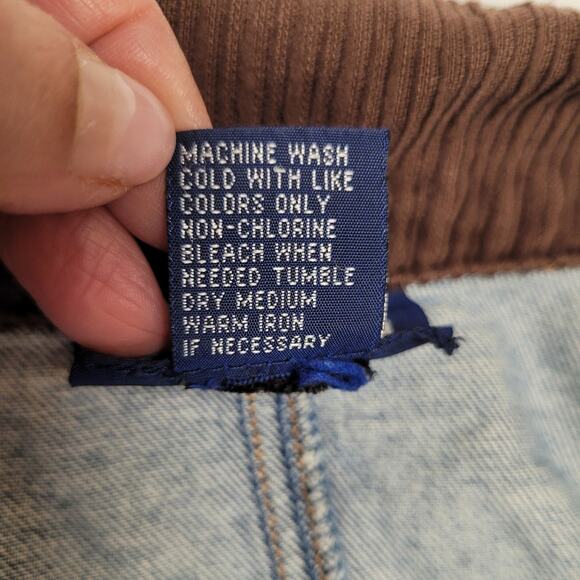 MACHINE WASH
COLD WITH LIKE
COLORS ONLY
NON-CHLORINE
BLEACH WHEN
NEEDED TUMBLE
DRY MEDIUM
WARM IRON
IF NECESSARY